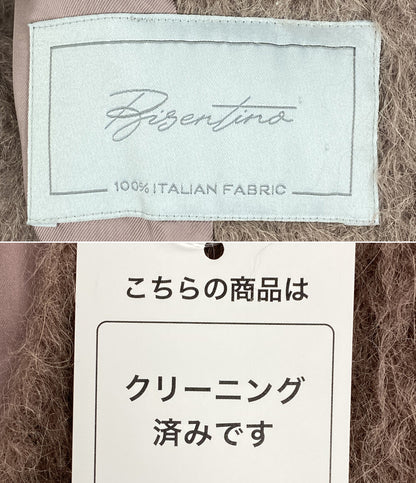 Bisentino
100% ITALIAN FABRIC
こちらの商品は
クリーニング
済みです